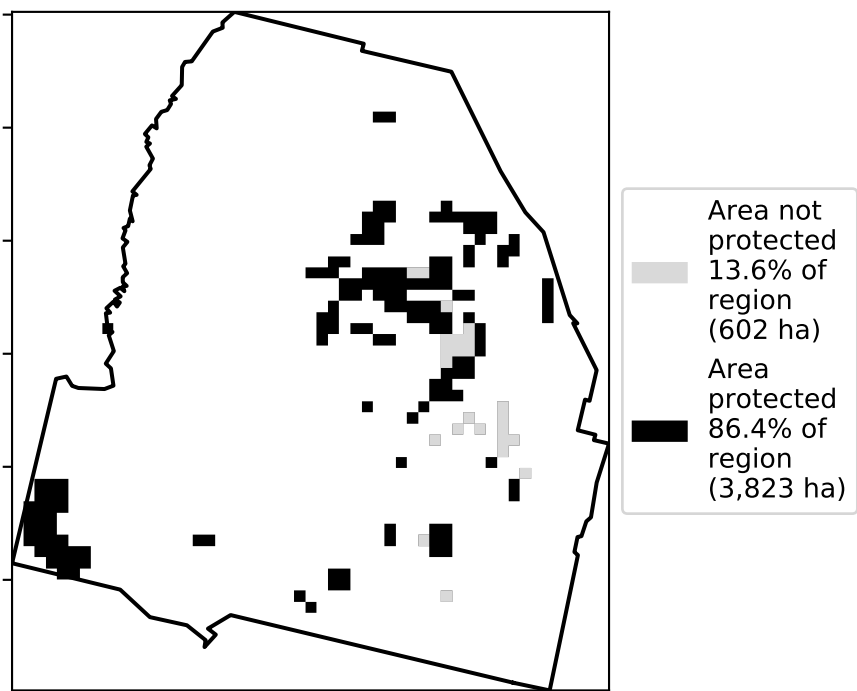 Area not
protected
13.6% of
region
(602 ha)
Area
protected
86.4% of
region
(3,823 ha)